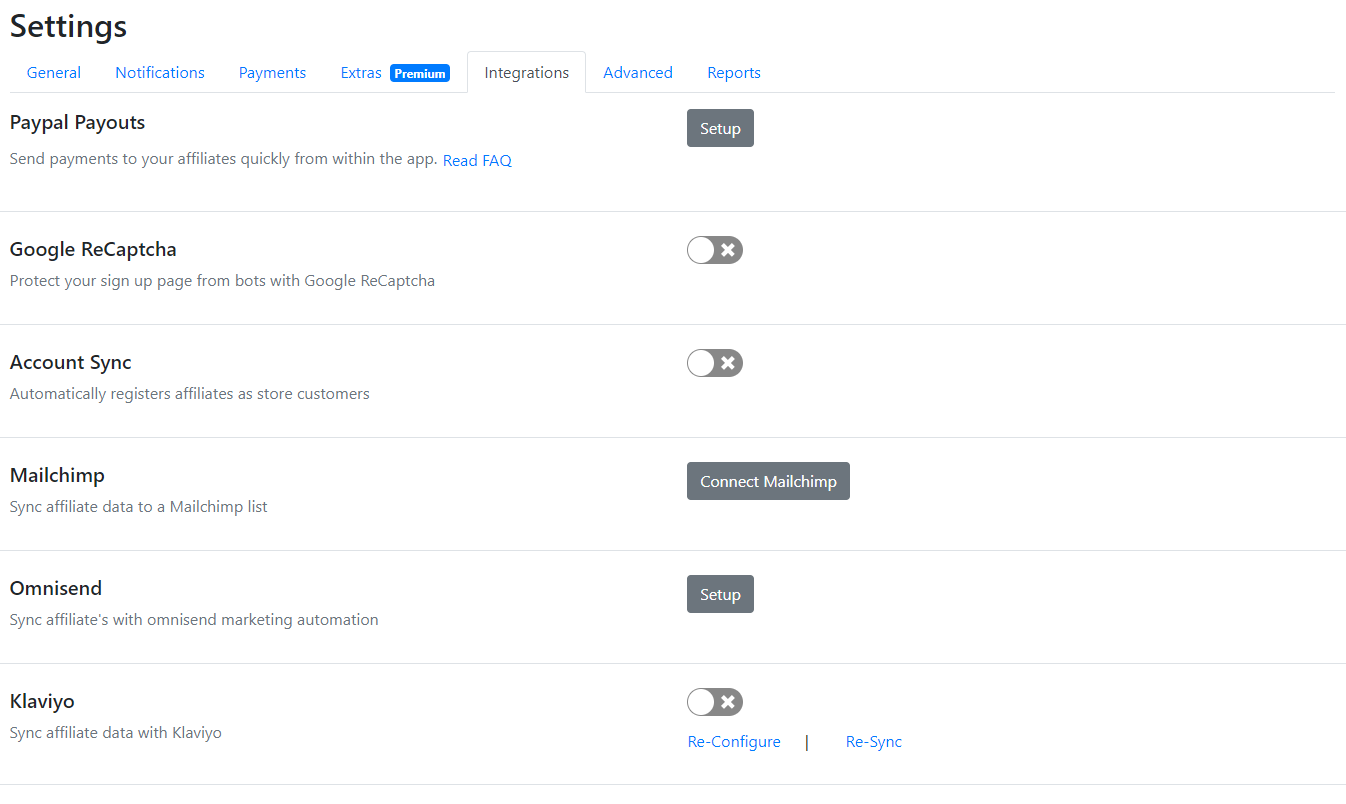 Settings
General Notifications Payments Extras Premium Integrations Advanced Reports
Paypal Payouts
Setup
Send payments to your affiliates quickly from within the app. Read FAQ
Google ReCaptcha
Protect your sign up page from bots with Google ReCaptcha
Account Sync
Automatically registers affiliates as store customers
Mailchimp
Connect Mailchimp
Sync affiliate data to a Mailchimp list
Omnisend
Setup
Sync affiliate's with omnisend marketing automation
Klaviyo
Sync affiliate data with Klaviyo
Re-Configure | Re-Sync